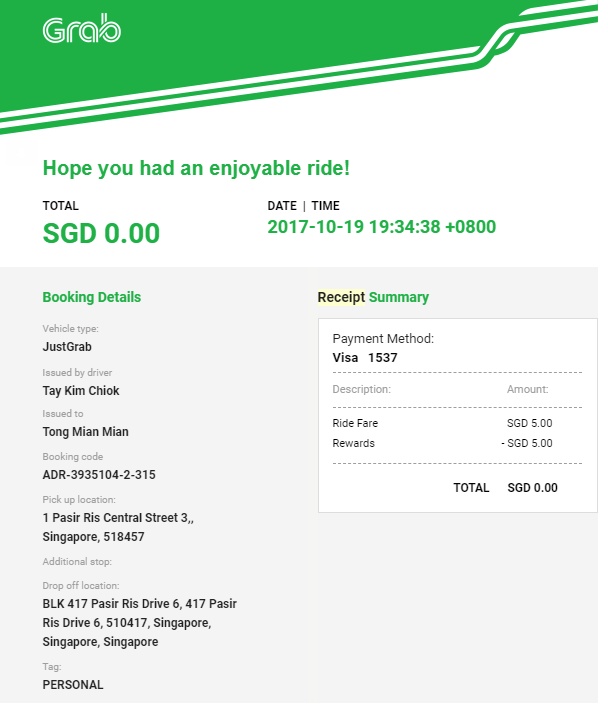 Grab
Hope you had an enjoyable ride!
TOTAL
SGD 0.00
DATE | TIME
2017-10-19 19:34:38 +0800
Booking Details
Vehicle type:
JustGrab
Issued by driver
Tay Kim Chiok
Issued to
Tong Mian Mian
Booking code
ADR-3935104-2-315
Pick up location:
1 Pasir Ris Central Street 3,,
Singapore, 518457
Additional stop:
Drop off location:
BLK 417 Pasir Ris Drive 6, 417 Pasir
Ris Drive 6, 510417, Singapore,
Singapore, Singapore
Tag:
PERSONAL
Receipt Summary
Payment Method:
Visa 1537
Description: Amount:
Ride Fare SGD 5.00
Rewards - SGD 5.00
TOTAL SGD 0.00